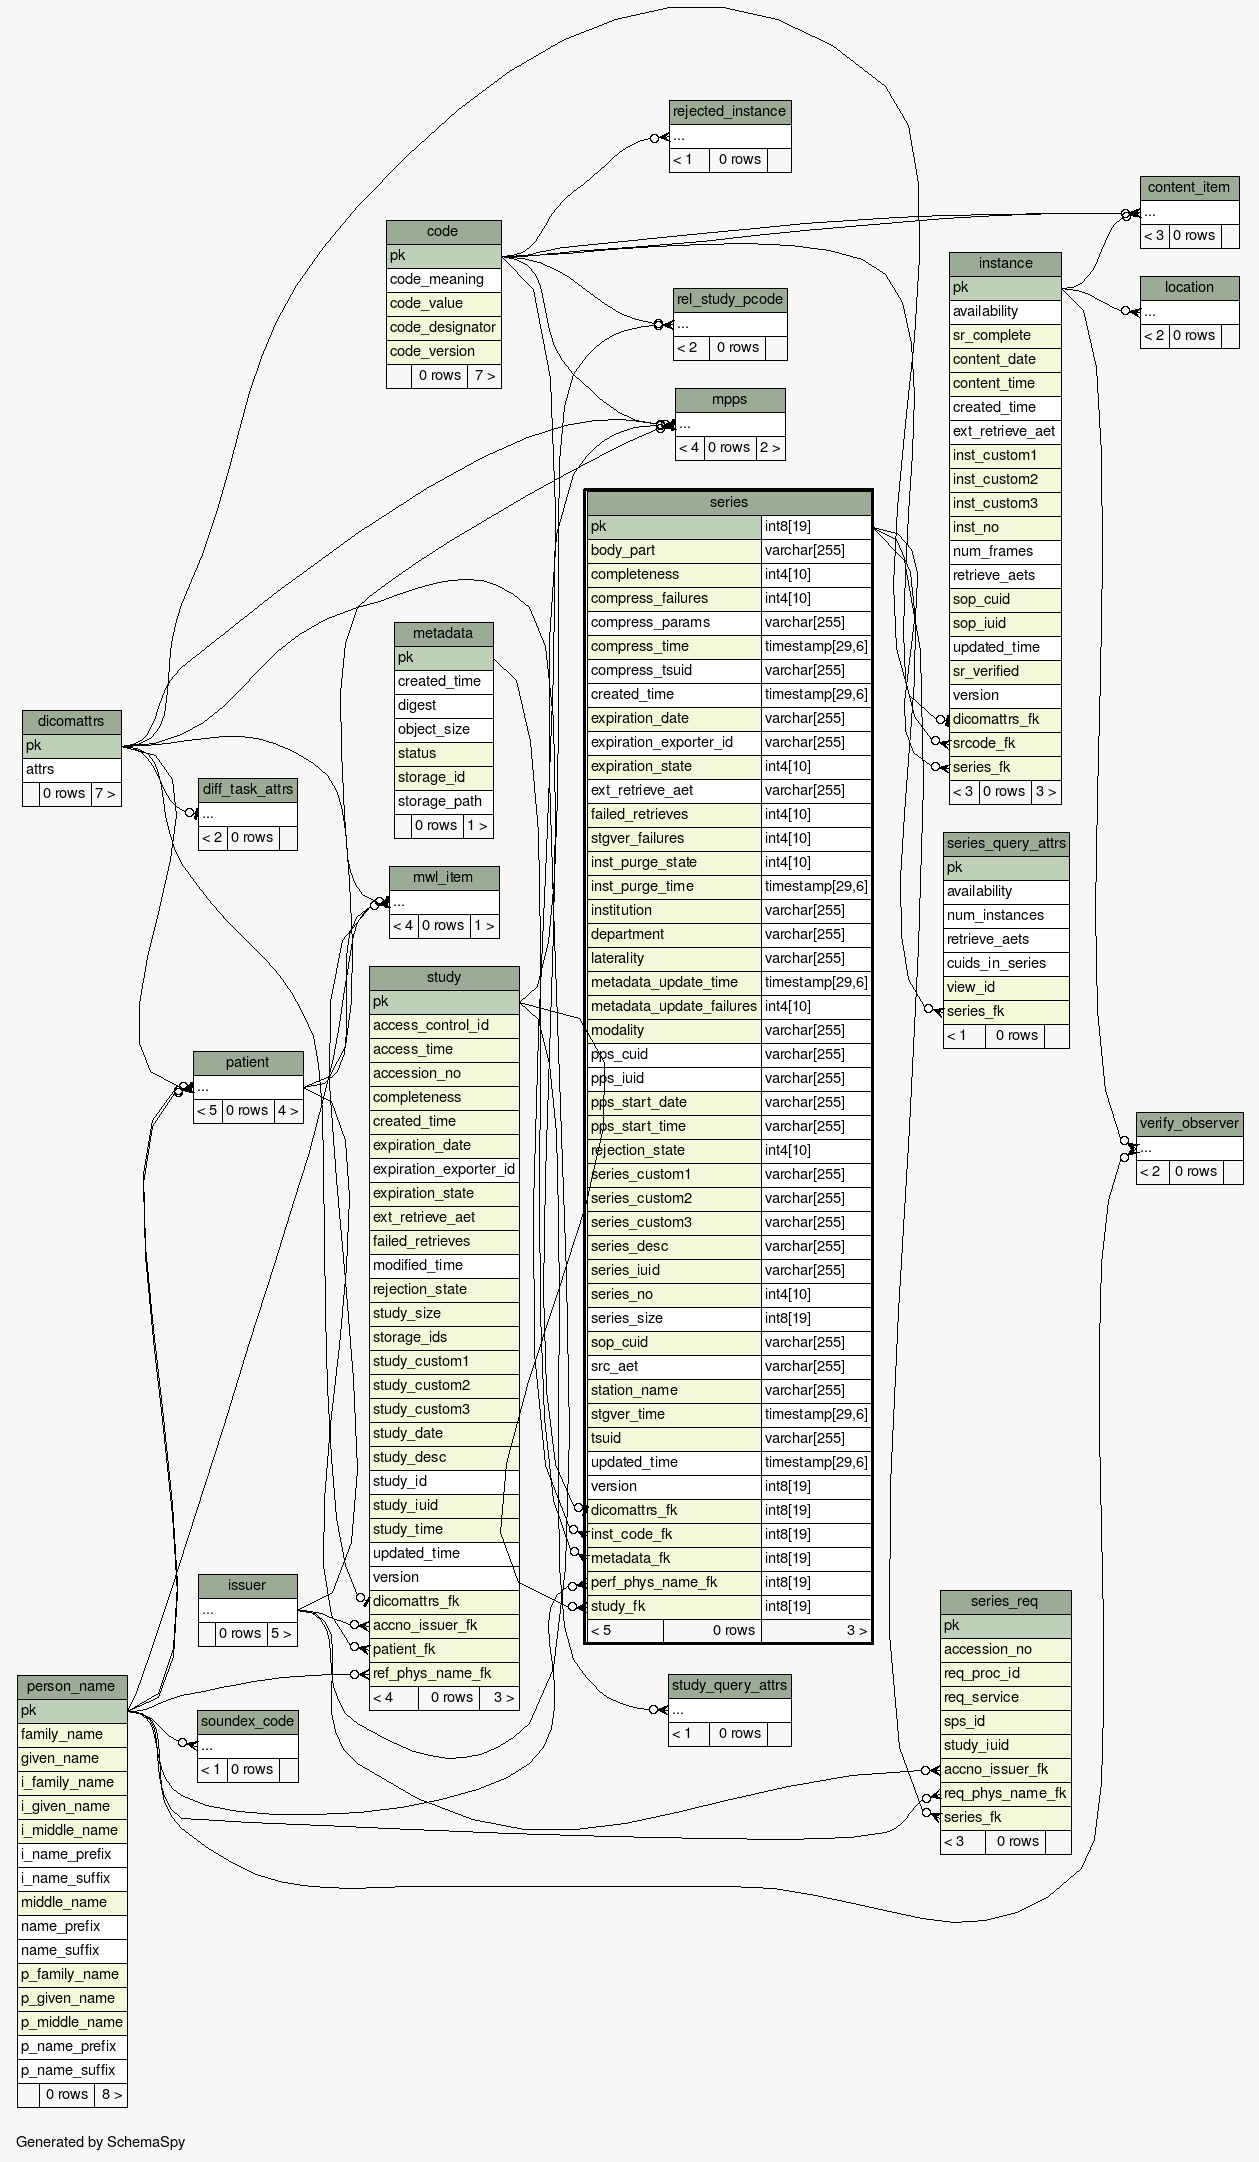 rejected_instance
...
< 1 0 rows
content_item
...
< 3 0 rows
code
pk
code_meaning
code_value
code_designator
code_version
0 rows 7 >
instance
pk
availability
sr_complete
content_date
content_time
created_time
ext_retrieve_aet
inst_custom1
inst_custom2
inst_custom3
inst_no
num_frames
retrieve_aets
sop_cuid
sop_iuid
updated_time
sr_verified
version
dicomattrs_fk
srcode_fk
series_fk
< 3 0 rows 3 >
location
...
< 2 0 rows
rel_study_pcode
...
< 2 0 rows
mpps
...
< 4 0 rows 2 >
series
pk int8[19]
body_part varchar[255]
completeness int4[10]
compress_failures int4[10]
compress_params varchar[255]
compress_time timestamp[29,6]
compress_tsuid varchar[255]
created_time timestamp[29,6]
expiration_date varchar[255]
expiration_exporter_id varchar[255]
expiration_state int4[10]
ext_retrieve_aet varchar[255]
failed_retrieves int4[10]
stgver_failures int4[10]
inst_purge_state int4[10]
inst_purge_time timestamp[29,6]
institution varchar[255]
department varchar[255]
laterality varchar[255]
metadata_update_time timestamp[29,6]
metadata_update_failures int4[10]
modality varchar[255]
pps_cuid varchar[255]
pps_iuid varchar[255]
pps_start_date varchar[255]
pps_start_time varchar[255]
rejection_state int4[10]
series_custom1 varchar[255]
series_custom2 varchar[255]
series_custom3 varchar[255]
series_desc varchar[255]
series_iuid varchar[255]
series_no int4[10]
series_size int8[19]
sop_cuid varchar[255]
src_aet varchar[255]
station_name varchar[255]
stgver_time timestamp[29,6]
tsuid varchar[255]
updated_time timestamp[29,6]
version int8[19]
dicomattrs_fk int8[19]
inst_code_fk int8[19]
metadata_fk int8[19]
perf_phys_name_fk int8[19]
study_fk int8[19]
< 5 0 rows 3 >
metadata
pk
created_time
digest
object_size
status
storage_id
storage_path
0 rows 1 >
dicomattrs
pk
attrs
0 rows 7 >
diff_task_attrs
...
< 2 0 rows
series_query_attrs
pk
availability
num_instances
retrieve_aets
cuids_in_series
view_id
series_fk
< 1 0 rows
mwl_item
...
< 4 0 rows 1 >
study
pk
access_control_id
access_time
accession_no
completeness
created_time
expiration_date
expiration_exporter_id
expiration_state
ext_retrieve_aet
failed_retrieves
modified_time
rejection_state
study_size
storage_ids
study_custom1
study_custom2
study_custom3
study_date
study_desc
study_id
study_iuid
study_time
updated_time
version
dicomattrs_fk
accno_issuer_fk
patient_fk
ref_phys_name_fk
< 4 0 rows 3 >
patient
...
< 5 0 rows 4 >
verify_observer
...
< 2 0 rows
issuer
...
0 rows 5 >
series_req
pk
accession_no
req_proc_id
req_service
sps_id
study_iuid
accno_issuer_fk
req_phys_name_fk
series_fk
< 3 0 rows
person_name
pk
family_name
given_name
i_family_name
i_given_name
i_middle_name
i_name_prefix
i_name_suffix
middle_name
name_prefix
name_suffix
p_family_name
p_given_name
p_middle_name
p_name_prefix
p_name_suffix
0 rows 8 >
study_query_attrs
...
< 1 0 rows
soundex_code
...
< 1 0 rows
Generated by SchemaSpy